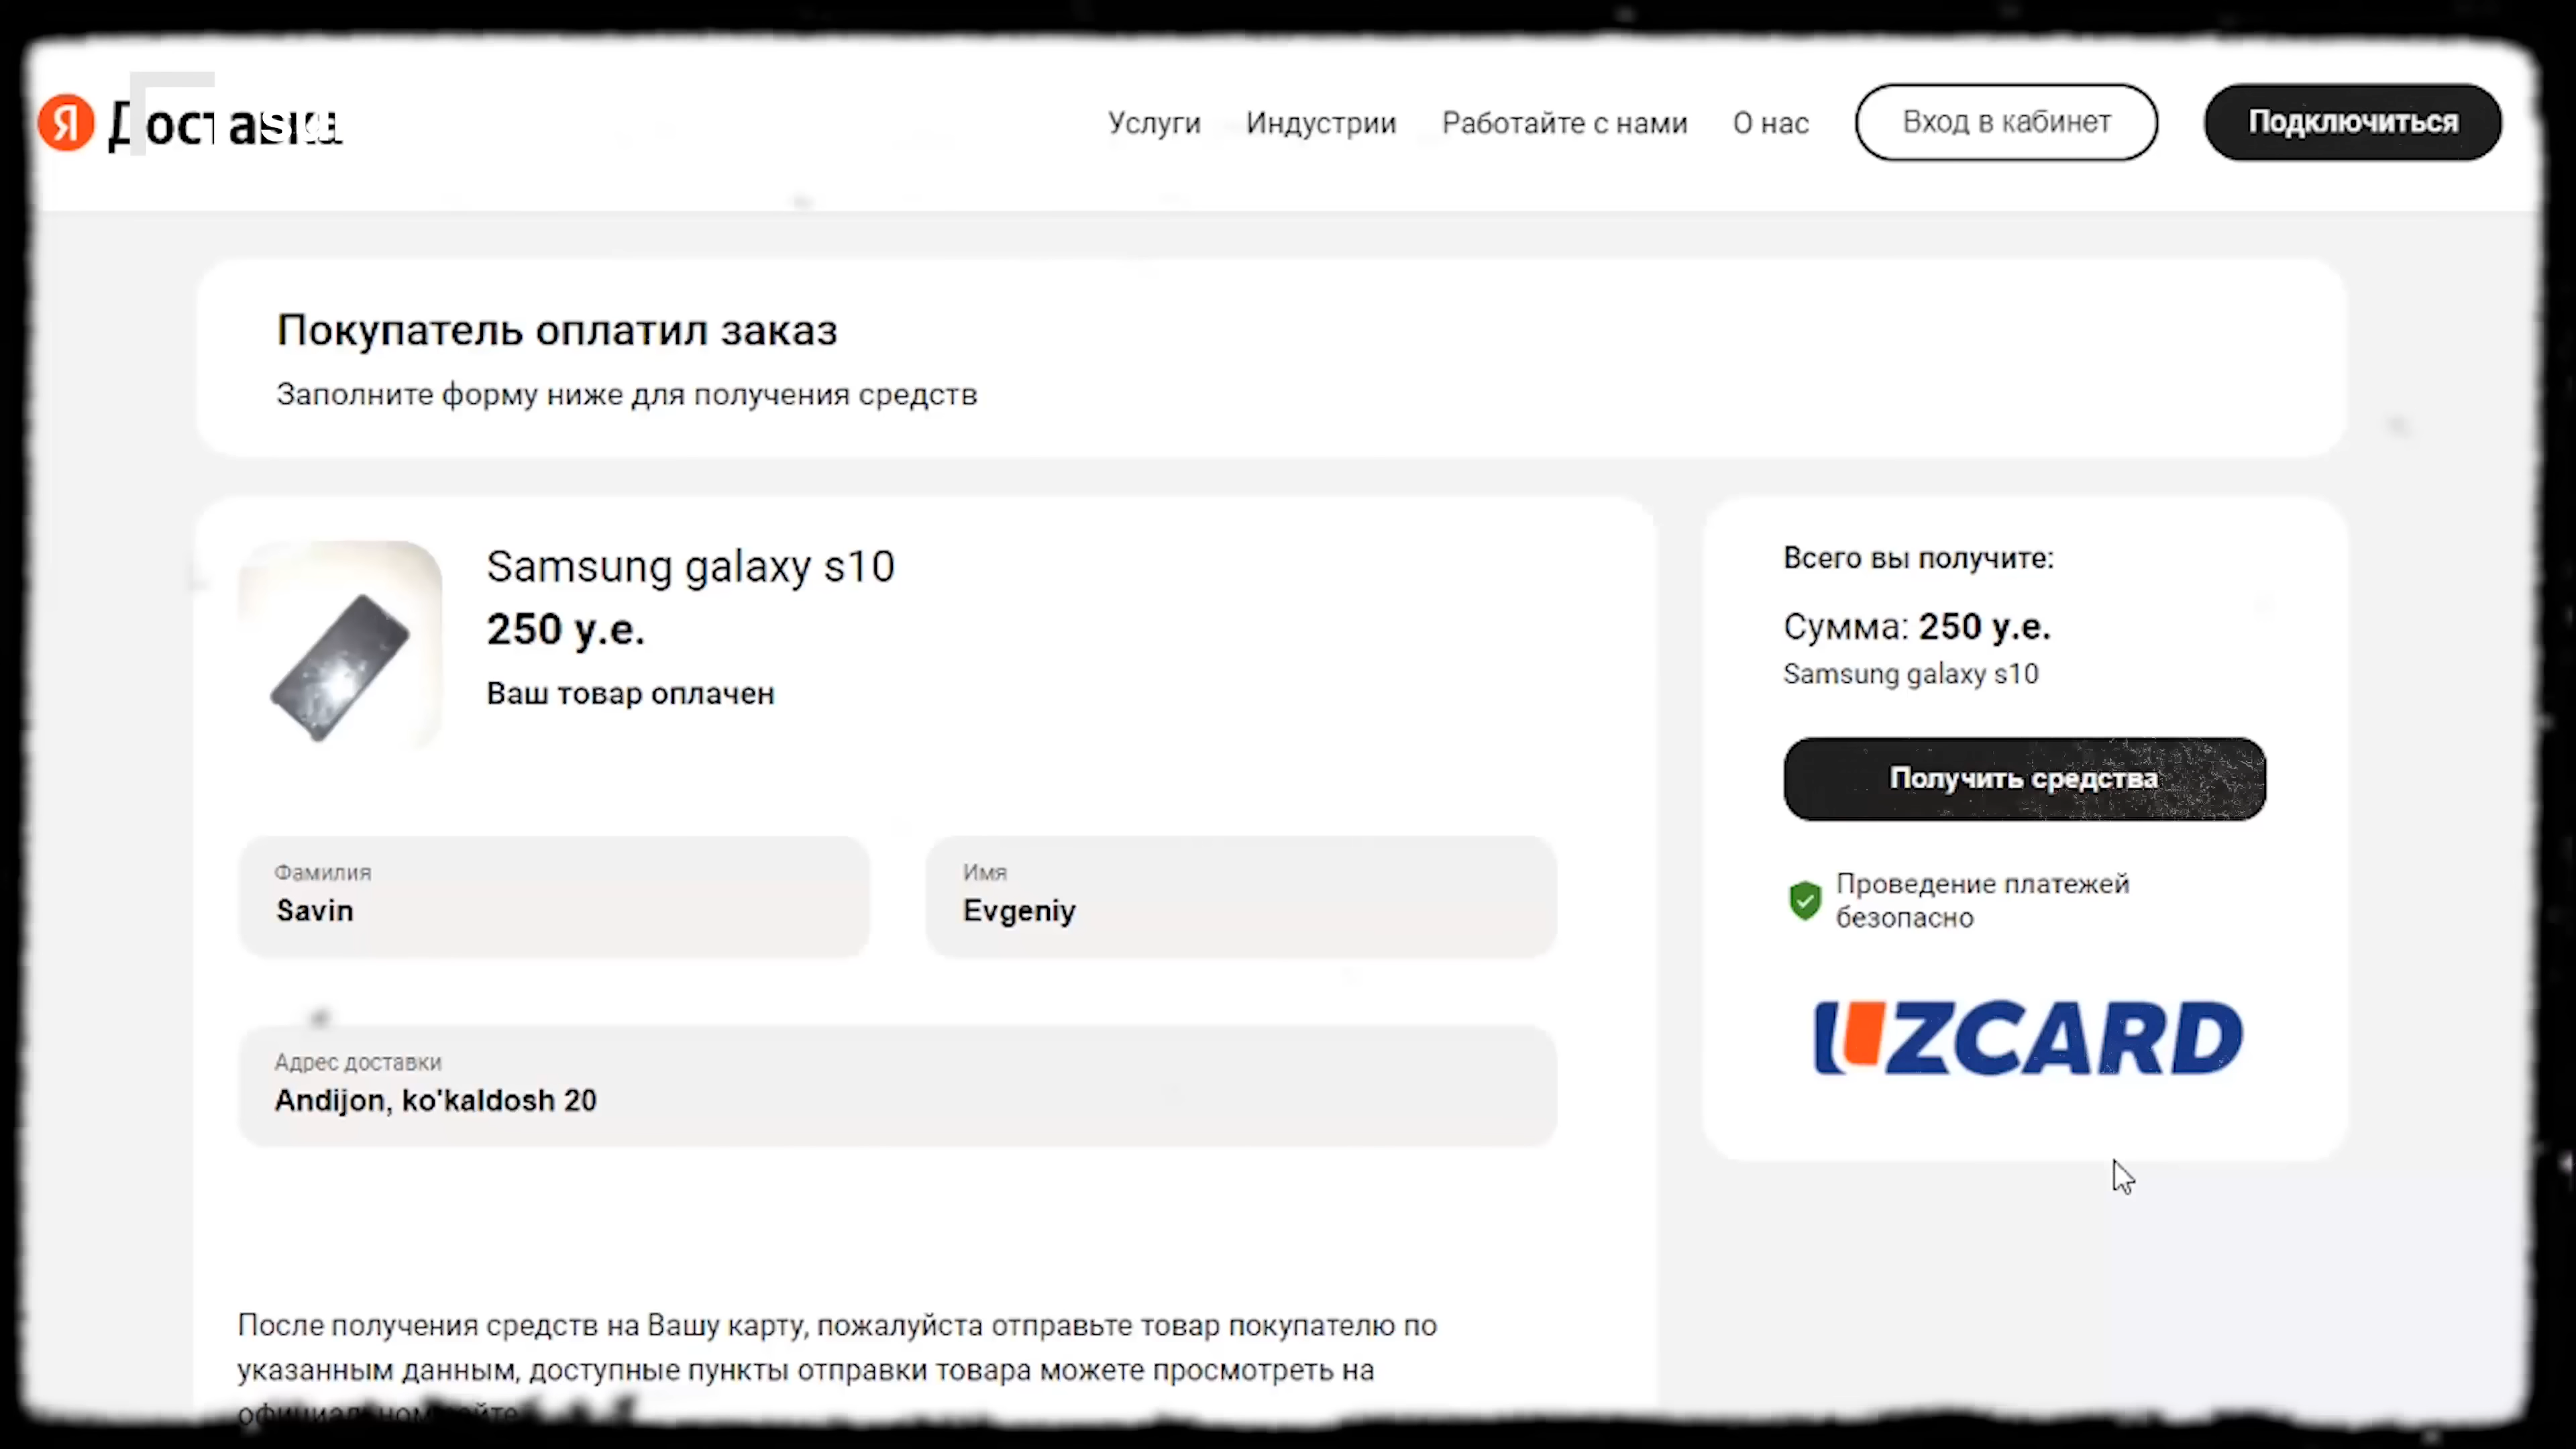 Я Доставка
Услуги Индустрии Работайте с нами О нас Вход в кабинет Подключиться
Покупатель оплатил заказ
Заполните форму ниже для получения средств
Samsung galaxy s10
250 у.е.
Ваш товар оплачен
Фамилия
Savin
Имя
Evgeniy
Адрес доставки
Andijon, ko'kaldosh 20
После получения средств на Вашу карту, пожалуйста отправьте товар покупателю по
указанным данным, доступные пункты отправки товара можете просмотреть на
официальном сайте
Всего вы получите:
Сумма: 250 у.е.
Samsung galaxy s10
Получить средства
Проведение платежей
безопасно
UZCARD